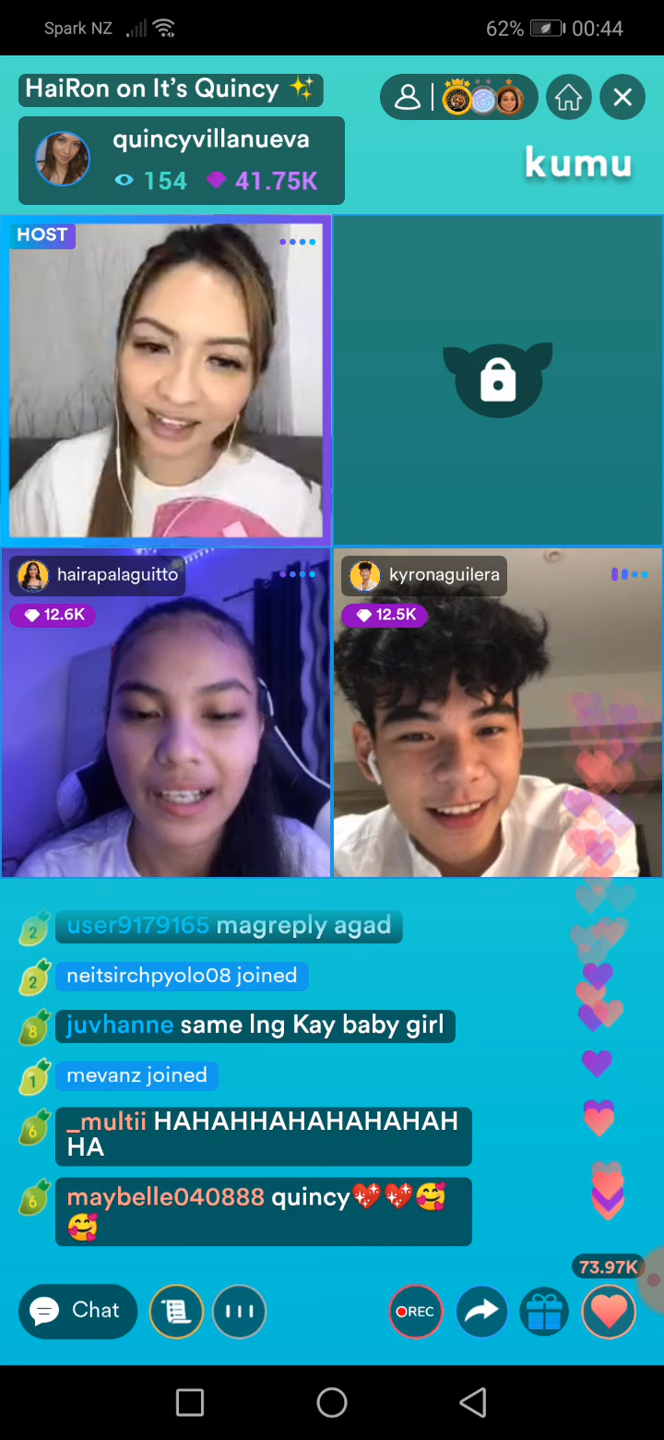 Spark NZ
62% 00:44
HaiRon on It's Quincy ✨
quincyvillanueva
154 41.75K
kumu
HOST
hairapalaguitto
12.6K
kyronaguilera
12.5K
2 user9179165 magreply agad
2 neitsirchpyolo08 joined
8 juvhanne same lng Kay baby girl
1 mevanz joined
6 _multii HAHAHHAHAHAHAHAH
HA
6 maybelle040888 quincy💖💖🥰
🥰
73.97K
Chat
REC